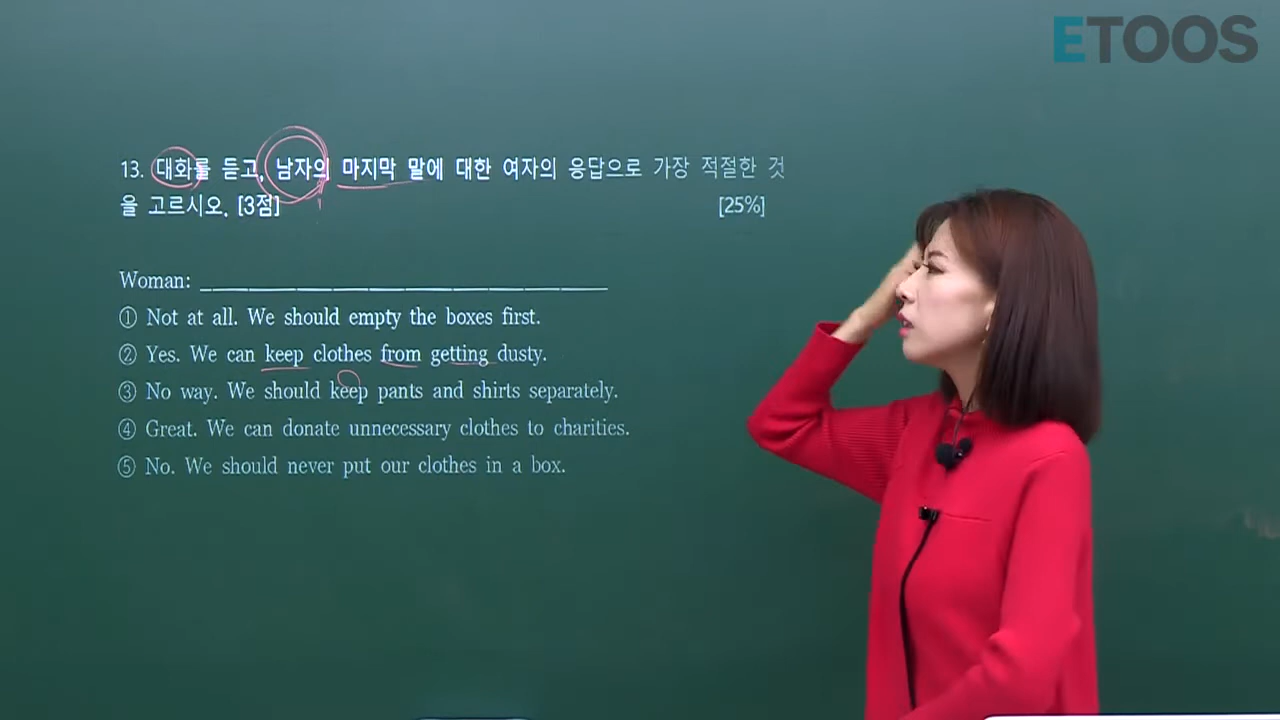 ETOOS
13. 대화를 듣고, 남자의 마지막 말에 대한 여자의 응답으로 가장 적절한 것
을 고르시오. [3점] [25%]
Woman: ____________________
① Not at all. We should empty the boxes first.
② Yes. We can keep clothes from getting dusty.
③ No way. We should keep pants and shirts separately.
④ Great. We can donate unnecessary clothes to charities.
⑤ No. We should never put our clothes in a box.